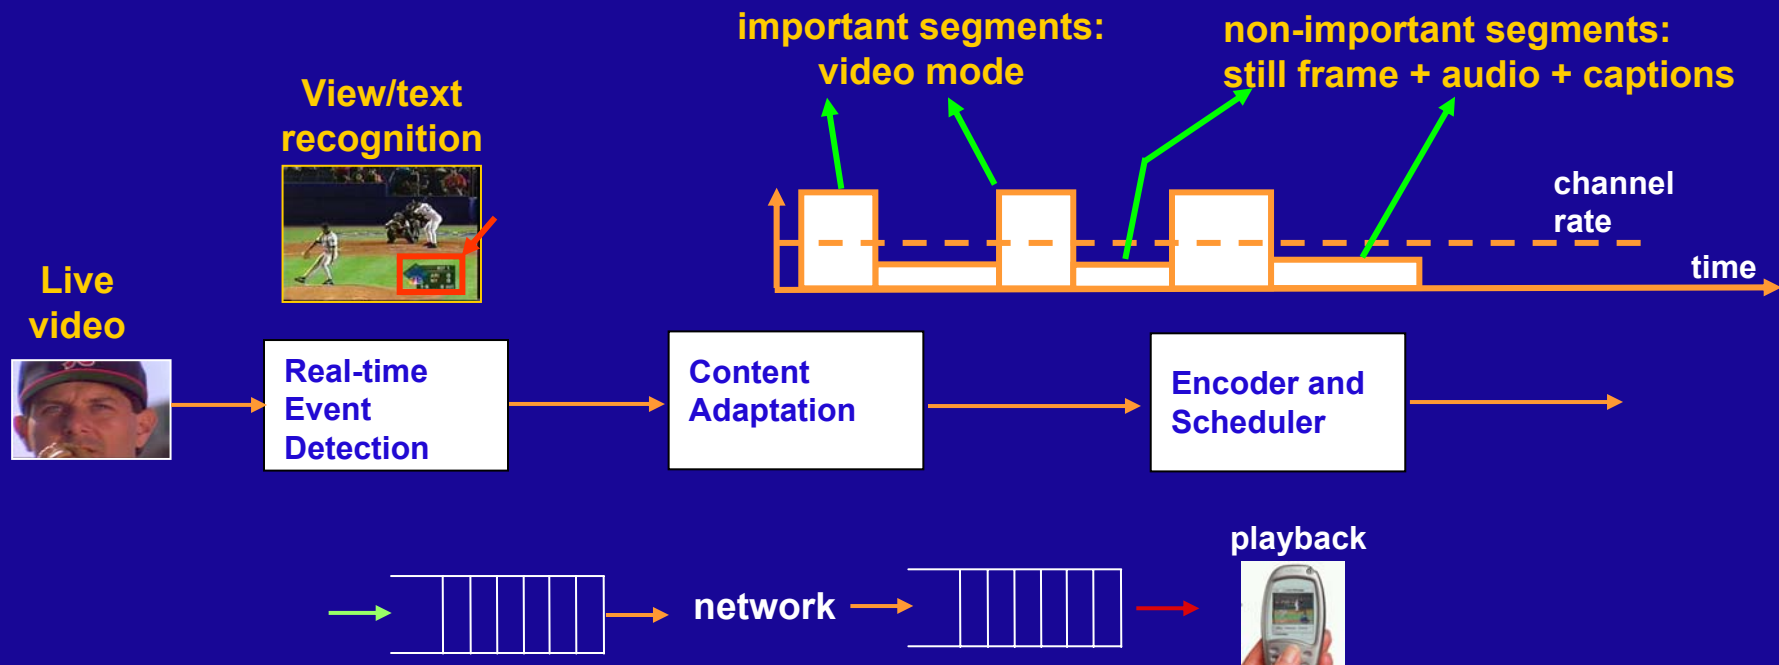 important segments:
video mode
non-important segments:
still frame + audio + captions
View/text
recognition
channel
rate
time
Live
video
Real-time
Event
Detection
Content
Adaptation
Encoder and
Scheduler
playback
network